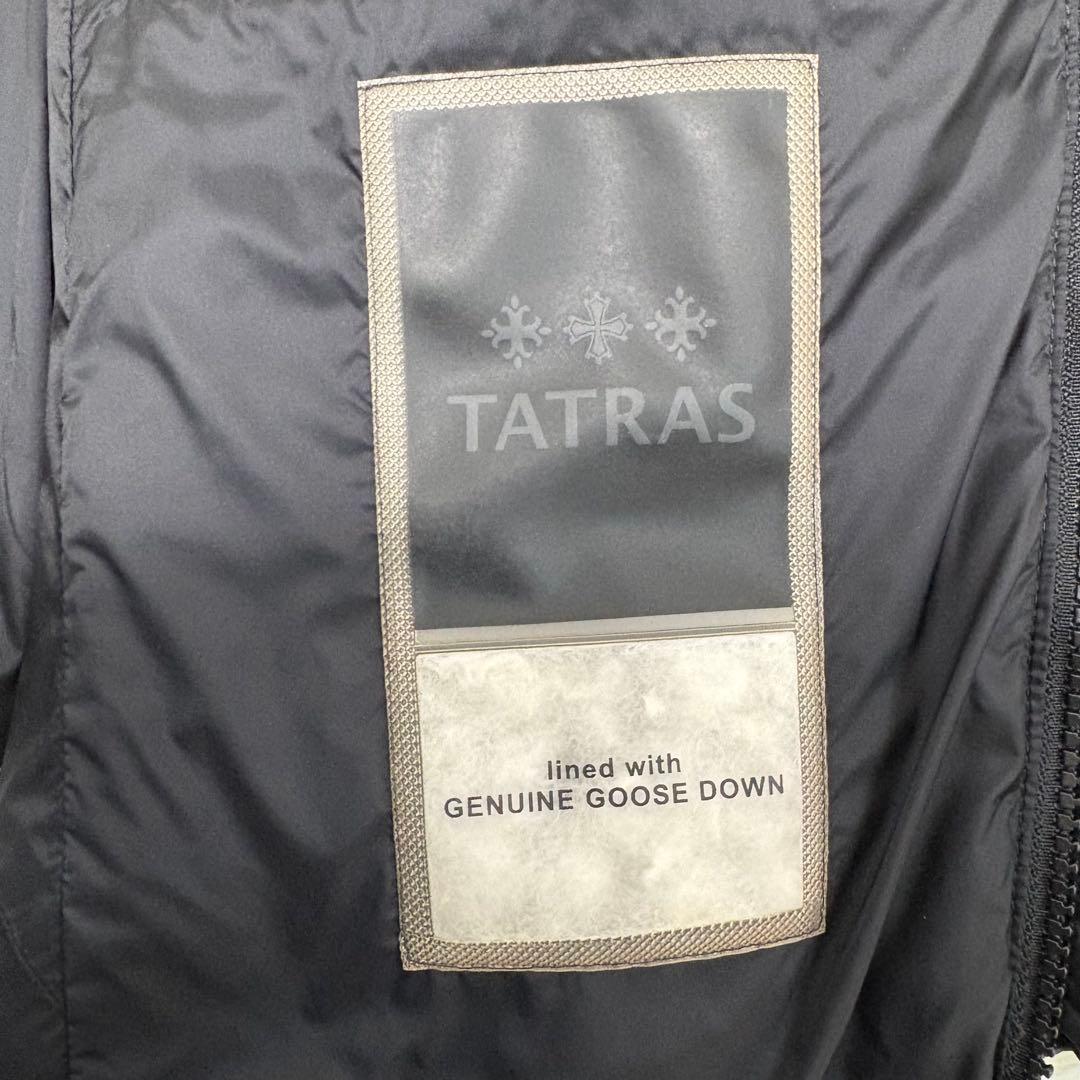 TATRAS
lined with
GENUINE GOOSE DOWN